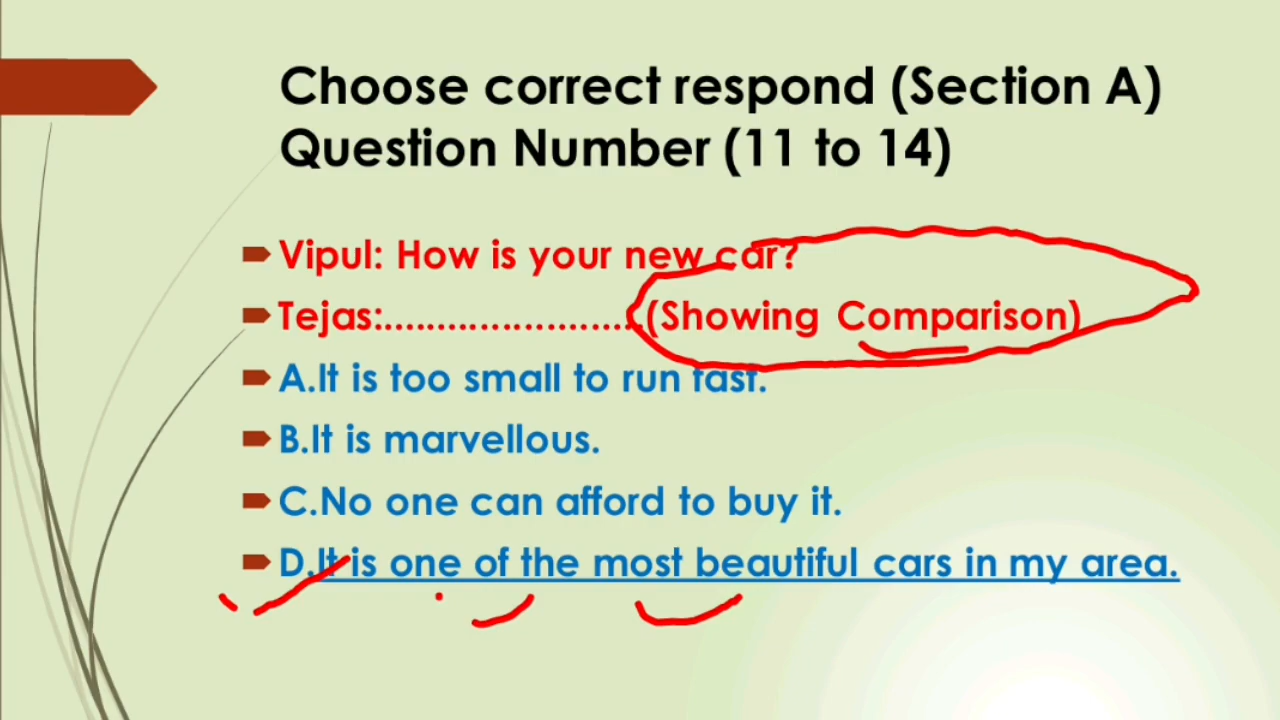 Choose correct respond (Section A)
Question Number (11 to 14)
Vipul: How is your new car?
Tejas:........................(Showing Comparison)
A.It is too small to run fast.
B.It is marvellous.
C.No one can afford to buy it.
D.It is one of the most beautiful cars in my area.